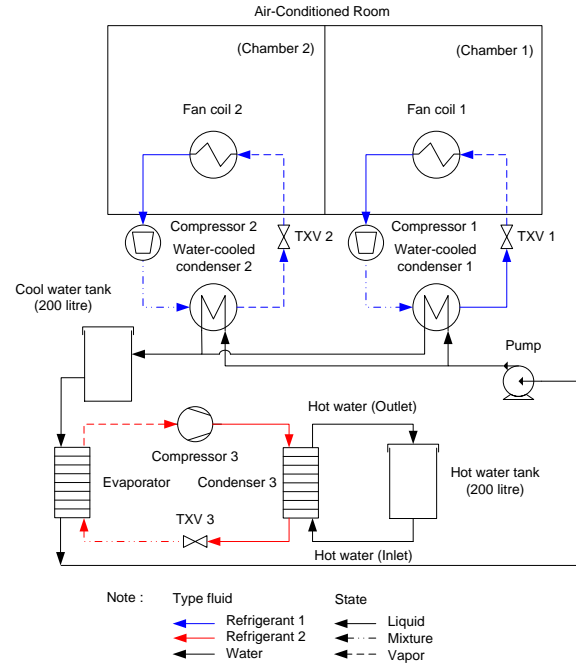 Air-Conditioned Room
(Chamber 2)
(Chamber 1)
Fan coil 2
Fan coil 1
Compressor 2
TXV 2
Compressor 1
TXV 1
Water-cooled
condenser 2
Water-cooled
condenser 1
Cool water tank
(200 litre)
Pump
Hot water (Outlet)
Compressor 3
Evaporator
Condenser 3
Hot water tank
(200 litre)
TXV 3
Hot water (Inlet)
Note :
Type fluid
State
Refrigerant 1
Liquid
Refrigerant 2
Mixture
Water
Vapor